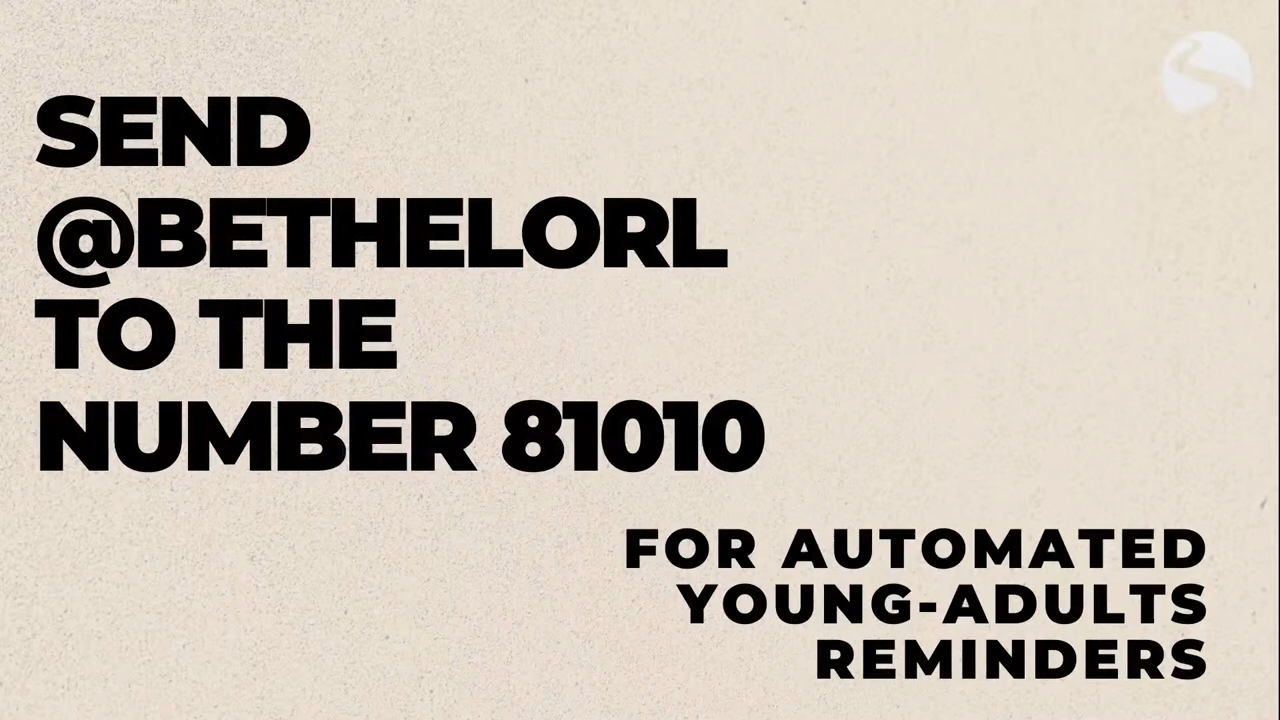 SEND
@BETHELORL
TO THE
NUMBER 81010
FOR AUTOMATED
YOUNG-ADULTS
REMINDERS